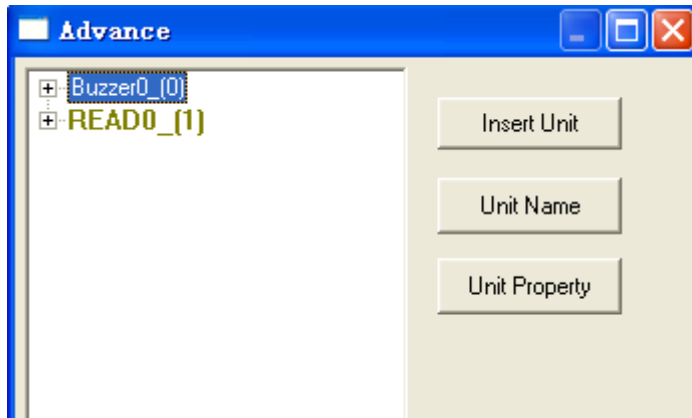 Advance
Buzzer0_(0)
READ0_(1)
Insert Unit
Unit Name
Unit Property